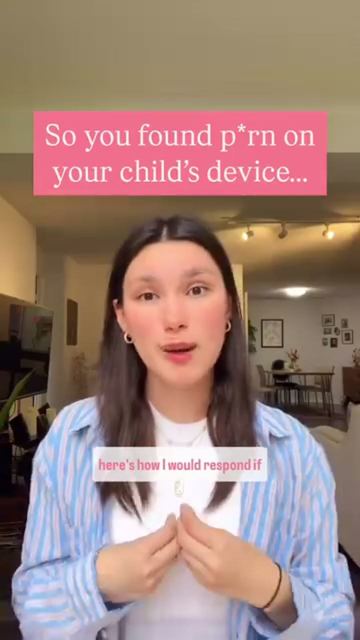 So you found p*rn on
your child's device...
here's how I would respond if